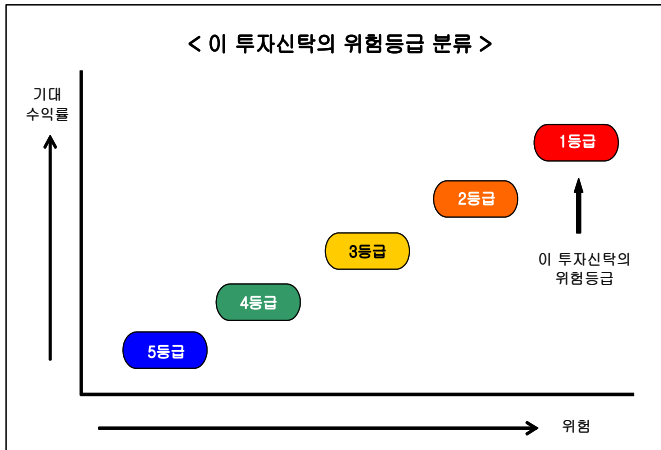 < 이 투자신탁의 위험등급 분류 >
기대
수익률
1등급
2등급
3등급
이 투자신탁의
위험등급
4등급
5등급
위험